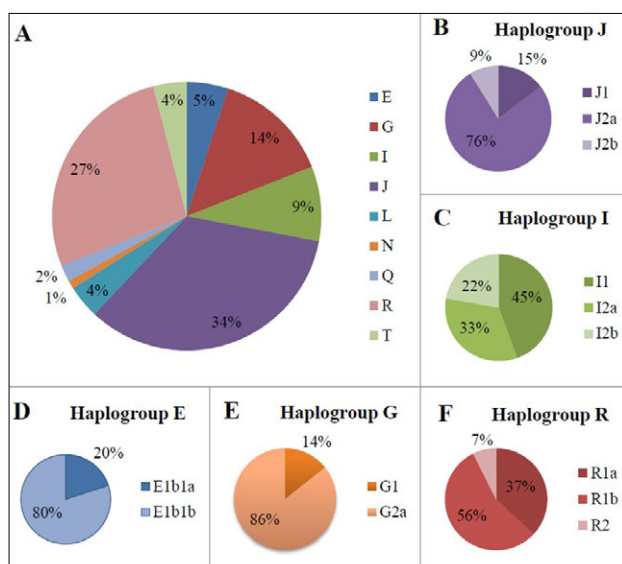 A
5%
14%
9%
34%
4%
1%
2%
27%
4%
E
G
I
J
L
N
Q
R
T
B Haplogroup J
9%
15%
76%
J1
J2a
J2b
C Haplogroup I
22%
45%
33%
I1
I2a
I2b
D Haplogroup E
20%
80%
E1b1a
E1b1b
E Haplogroup G
14%
86%
G1
G2a
F Haplogroup R
7%
37%
56%
R1a
R1b
R2